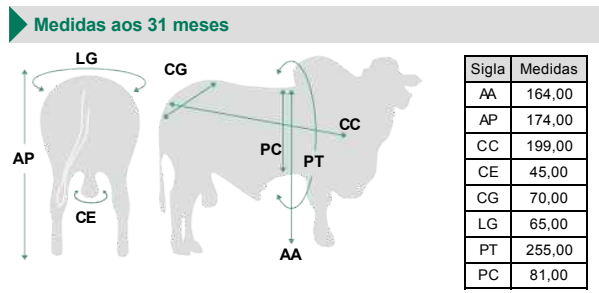 Medidas aos 31 meses
LG
CG
CC
PC
PT
AP
CE
AA
Sigla Medidas
AA 164,00
AP 174,00
CC 199,00
CE 45,00
CG 70,00
LG 65,00
PT 255,00
PC 81,00